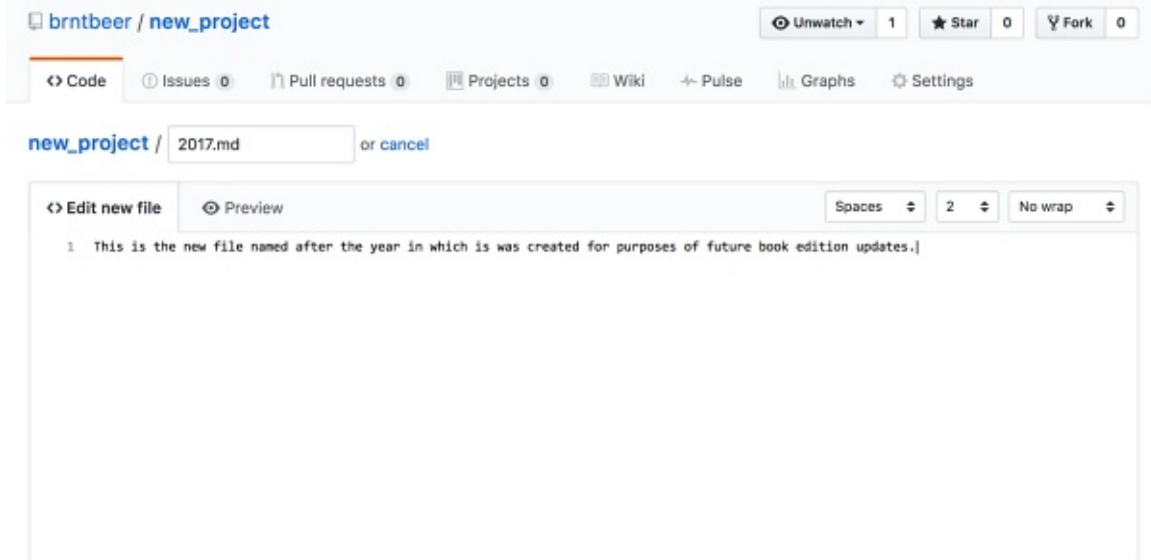 brntbeer / new_project Unwatch 1 Star 0 Fork 0
<> Code Issues 0 Pull requests 0 Projects 0 Wiki Pulse Graphs Settings
new_project / 2017.md or cancel
<> Edit new file Preview Spaces 2 No wrap
1 This is the new file named after the year in which is was created for purposes of future book edition updates.